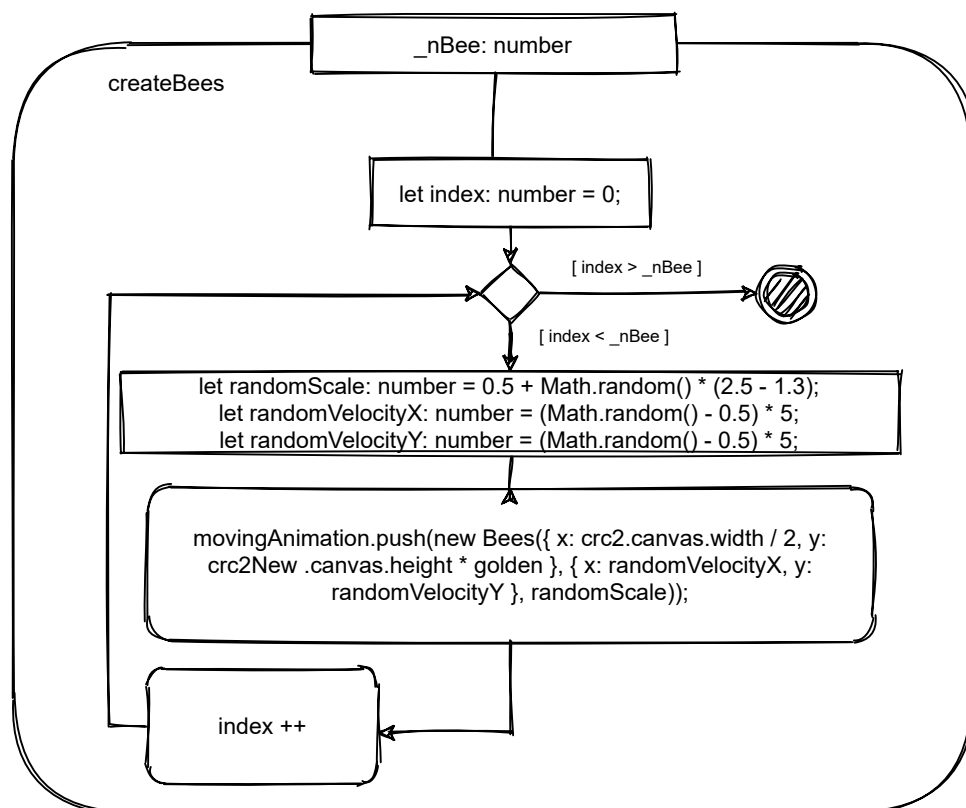 _nBee: number
createBees
let index: number = 0;
[ index > _nBee ]
[ index < _nBee ]
let randomScale: number = 0.5 + Math.random() * (2.5 - 1.3);
let randomVelocityX: number = (Math.random() - 0.5) * 5;
let randomVelocityY: number = (Math.random() - 0.5) * 5;
movingAnimation.push(new Bees({ x: crc2.canvas.width / 2, y:
crc2New .canvas.height * golden }, { x: randomVelocityX, y:
randomVelocityY }, randomScale));
index ++